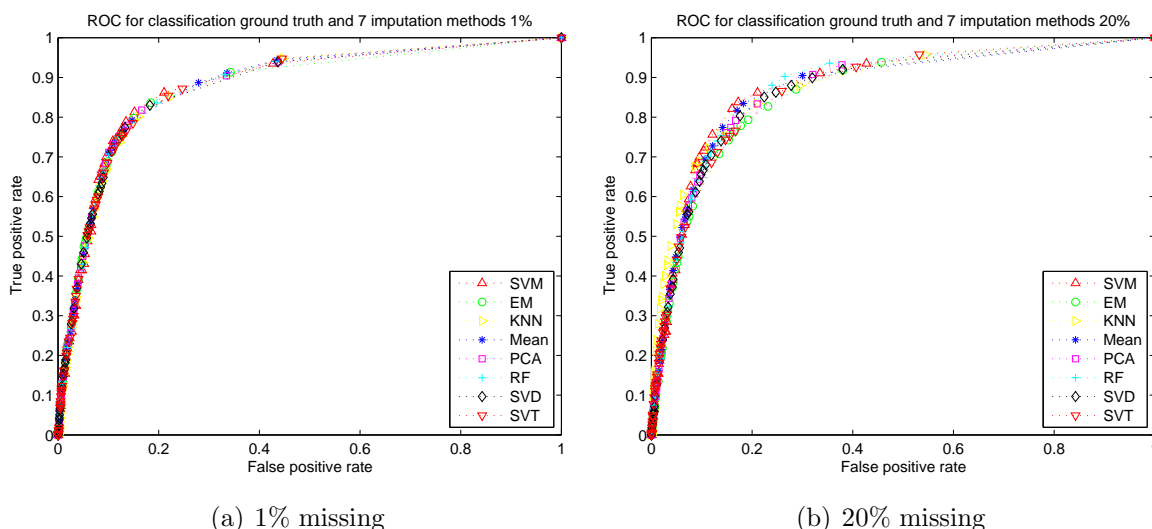 ROC for classification ground truth and 7 imputation methods 1%
1
0.9
0.8
0.7
0.6
0.5
0.4
0.3
0.2
0.1
0
True positive rate
0 0.2 0.4 0.6 0.8 1
False positive rate
SVM
EM
KNN
Mean
PCA
RF
SVD
SVT
(a) 1% missing
ROC for classification ground truth and 7 imputation methods 20%
1
0.9
0.8
0.7
0.6
0.5
0.4
0.3
0.2
0.1
0
True positive rate
0 0.2 0.4 0.6 0.8 1
False positive rate
SVM
EM
KNN
Mean
PCA
RF
SVD
SVT
(b) 20% missing